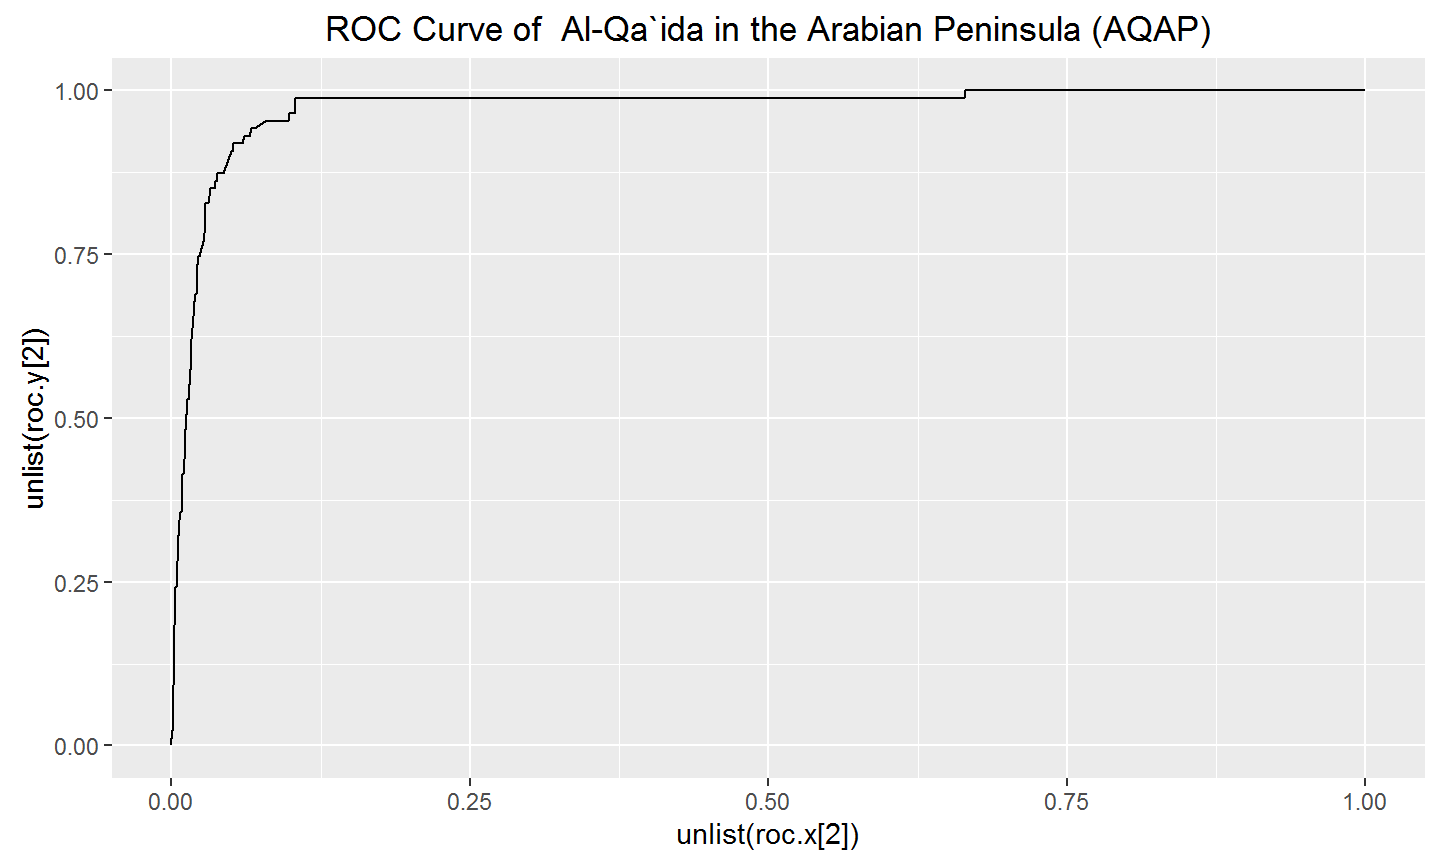 ROC Curve of  Al-Qa`ida in the Arabian Peninsula (AQAP)
unlist(roc.y[2])
1.00
0.75
0.50
0.25
0.00
0.00 0.25 0.50 0.75 1.00
unlist(roc.x[2])